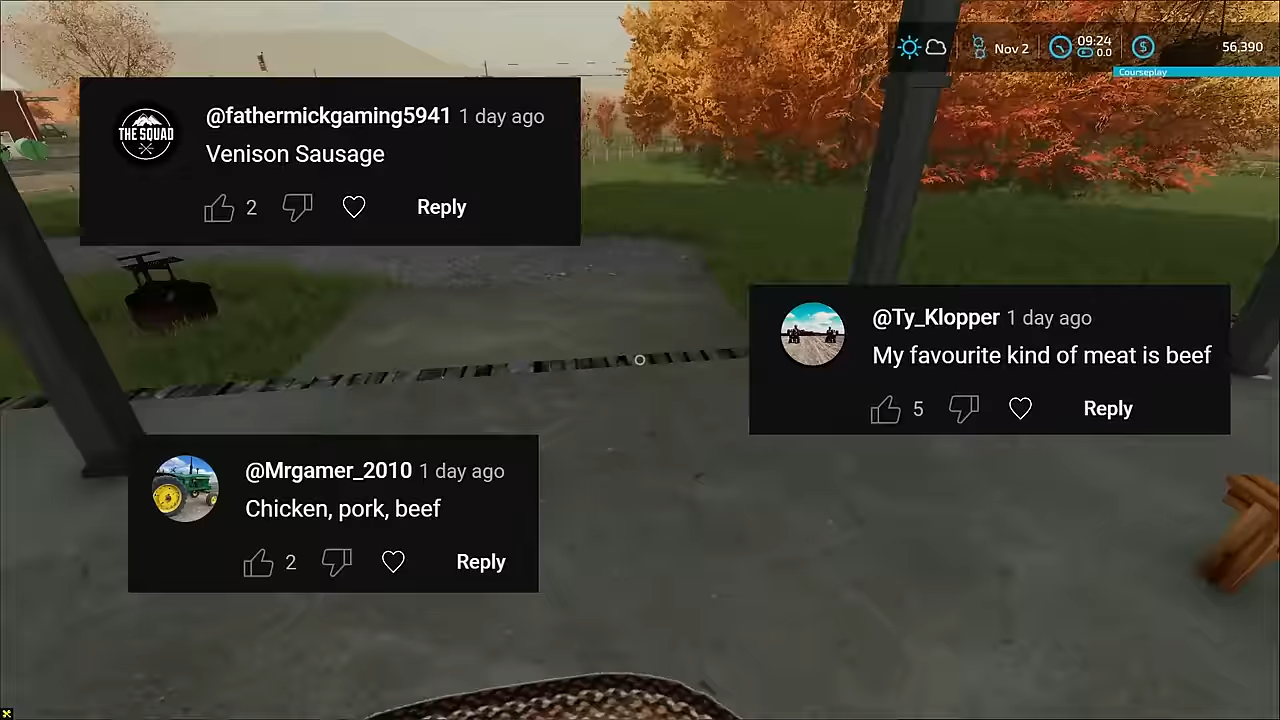 Nov 2
09:24
0.0
56,390
Courseplay
THE SQUAD
@fathermickgaming5941 1 day ago
Venison Sausage
2
Reply
@Ty_Klopper 1 day ago
My favourite kind of meat is beef
5
Reply
@Mrgamer_2010 1 day ago
Chicken, pork, beef
2
Reply